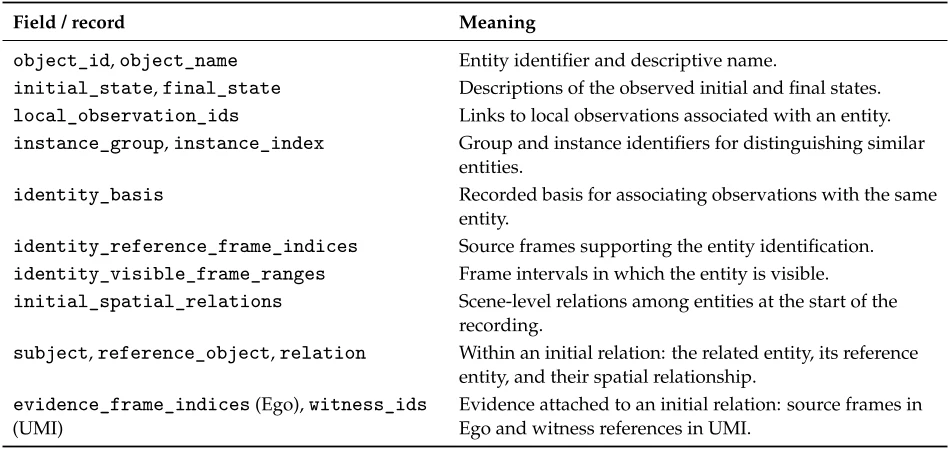 Field / record Meaning
object_id, object_name Entity identifier and descriptive name.
initial_state, final_state Descriptions of the observed initial and final states.
local_observation_ids Links to local observations associated with an entity.
instance_group, instance_index Group and instance identifiers for distinguishing similar
entities.
identity_basis Recorded basis for associating observations with the same
entity.
identity_reference_frame_indices Source frames supporting the entity identification.
identity_visible_frame_ranges Frame intervals in which the entity is visible.
initial_spatial_relations Scene-level relations among entities at the start of the
recording.
subject, reference_object, relation Within an initial relation: the related entity, its reference
entity, and their spatial relationship.
evidence_frame_indices (Ego), witness_ids Evidence attached to an initial relation: source frames in
(UMI) Ego and witness references in UMI.